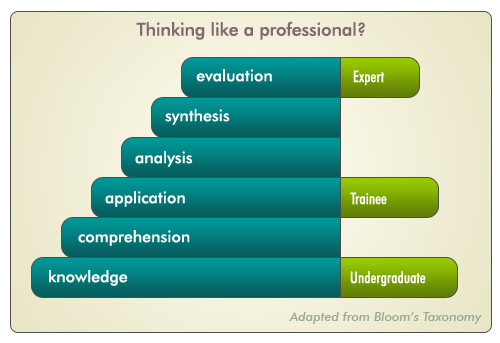 Thinking like a professional?
evaluation Expert
synthesis
analysis
application Trainee
comprehension
knowledge Undergraduate
Adapted from Bloom's Taxonomy